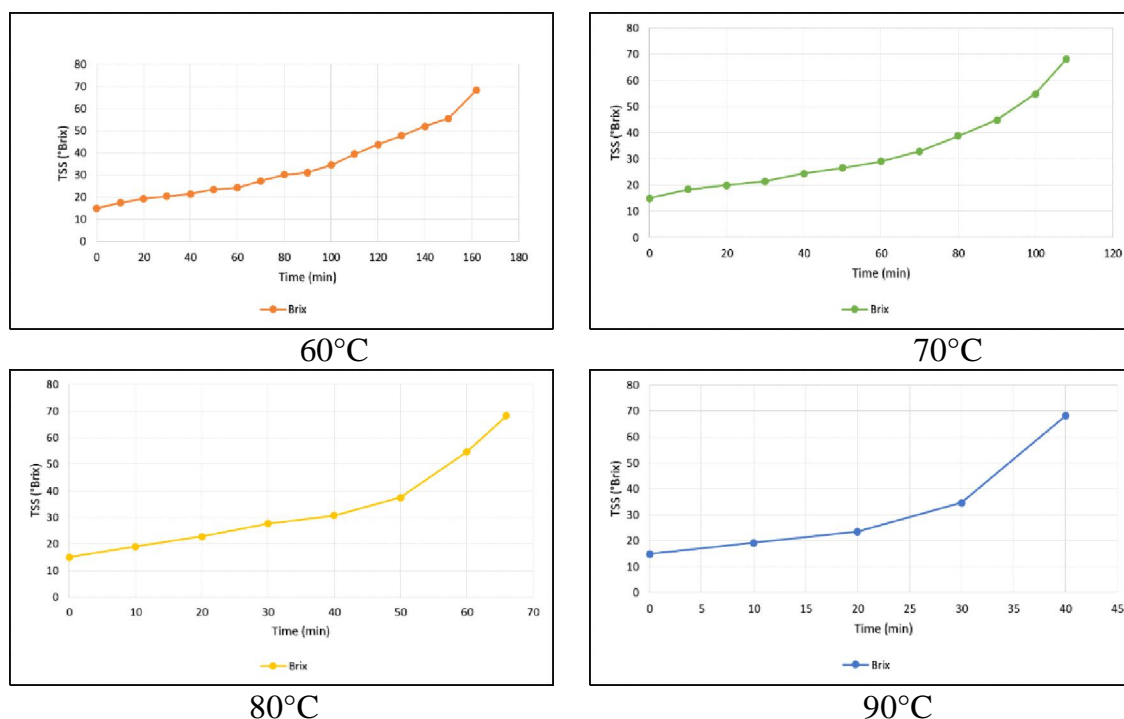 80
70
60
50
40
30
20
10
0
TSS (°Brix)
0 20 40 60 80 100 120 140 160 180
Time (min)
Brix
60°C
80
70
60
50
40
30
20
10
0
TSS (°Brix)
0 20 40 60 80 100 120
Time (min)
Brix
70°C
80
70
60
50
40
30
20
10
0
TSS (°Brix)
0 10 20 30 40 50 60 70
Time (min)
Brix
80°C
80
70
60
50
40
30
20
10
0
TSS (°Brix)
0 5 10 15 20 25 30 35 40 45
Time (min)
Brix
90°C